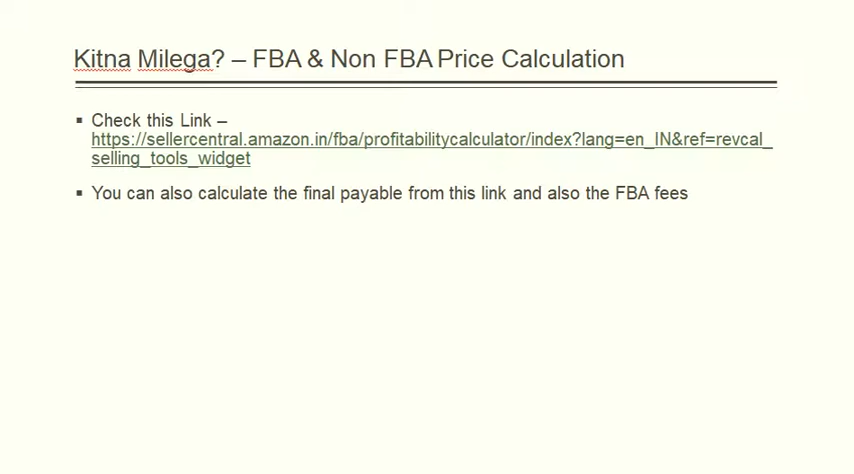 Kitna Milega? – FBA & Non FBA Price Calculation
▪ Check this Link –
https://sellercentral.amazon.in/fba/profitabilitycalculator/index?lang=en_IN&ref=revcal_
selling_tools_widget
▪ You can also calculate the final payable from this link and also the FBA fees